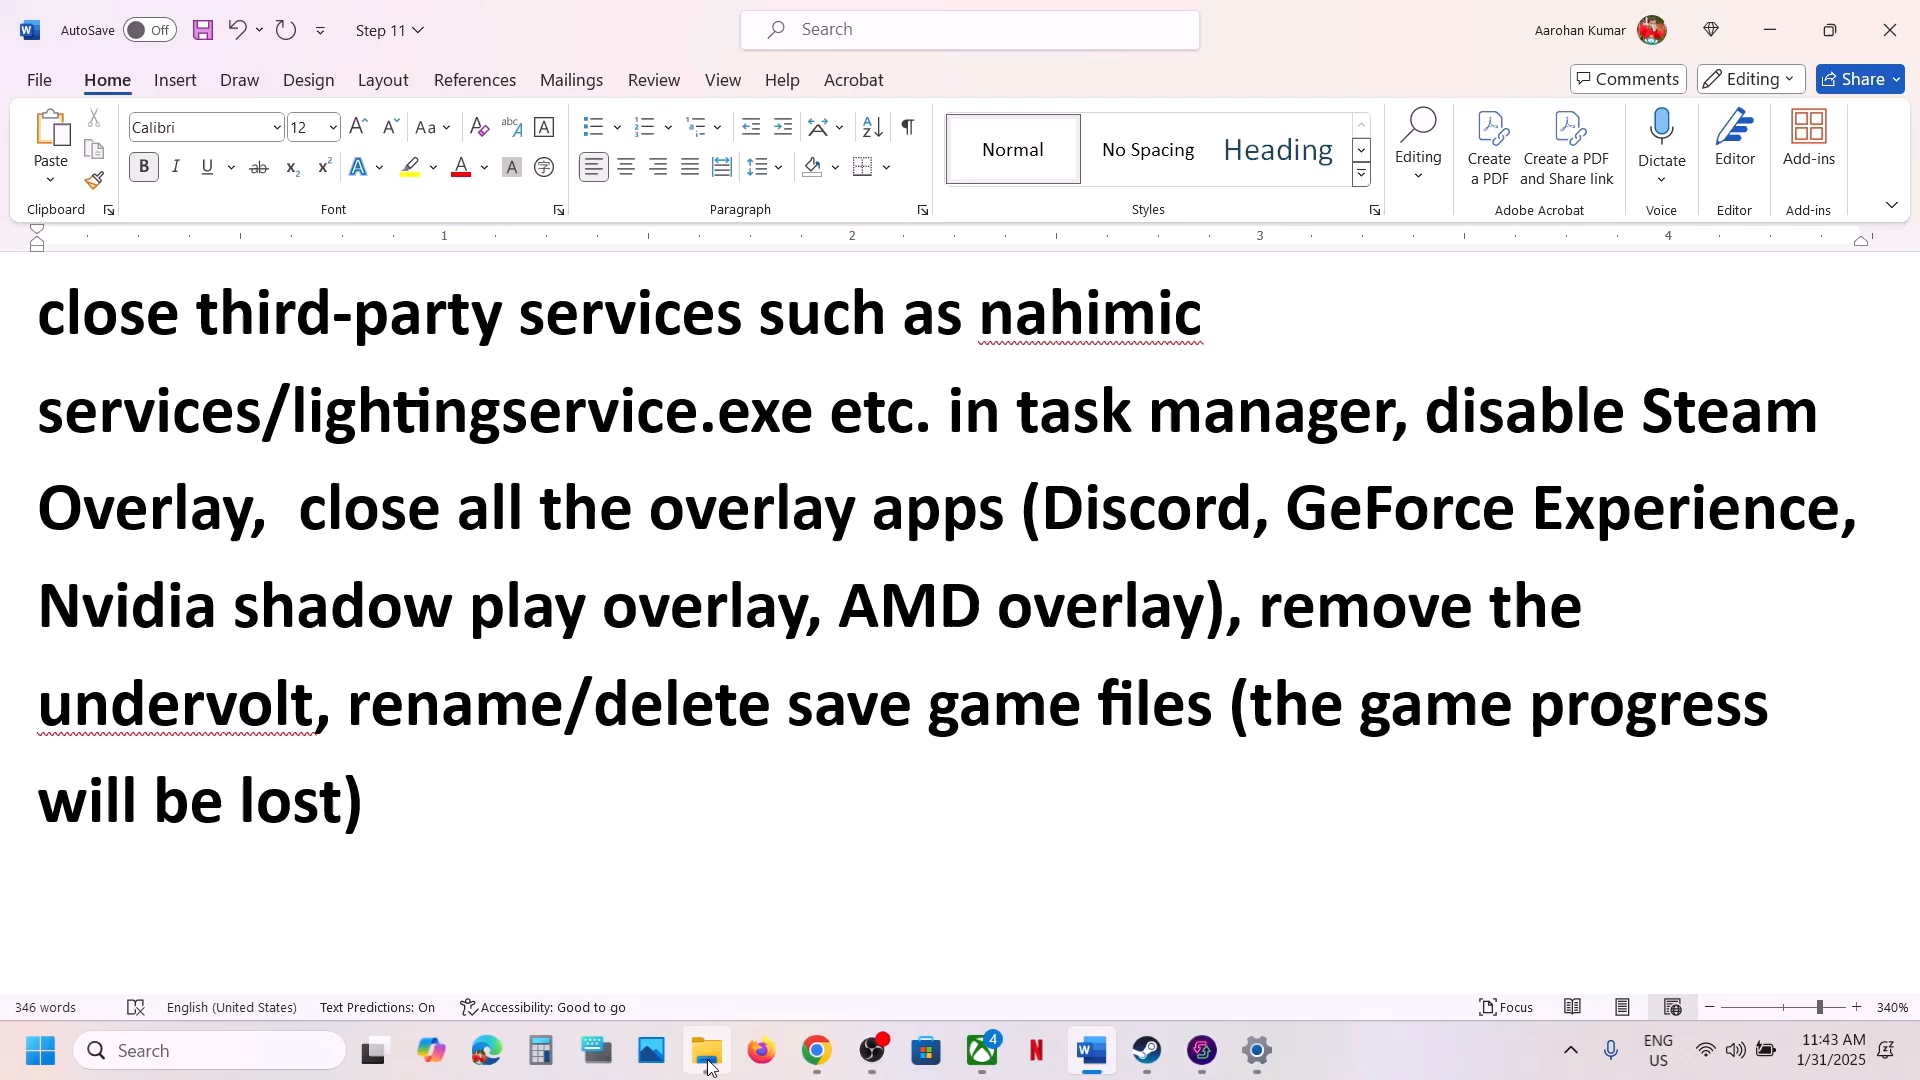 AutoSave Off Step 11 Search Aarohan Kumar
File Home Insert Draw Design Layout References Mailings Review View Help Acrobat Comments Editing Share
Paste Calibri 12 Normal No Spacing Heading Editing Create a PDF Create a PDF and Share link Dictate Editor Add-ins
Clipboard Font Paragraph Styles Adobe Acrobat Voice Editor Add-ins
1 2 3 4
close third-party services such as nahimic
services/lightingservice.exe etc. in task manager, disable Steam
Overlay,  close all the overlay apps (Discord, GeForce Experience,
Nvidia shadow play overlay, AMD overlay), remove the
undervolt, rename/delete save game files (the game progress
will be lost)
346 words English (United States) Text Predictions: On Accessibility: Good to go Focus 340%
Search 4 ENG US 11:43 AM 1/31/2025